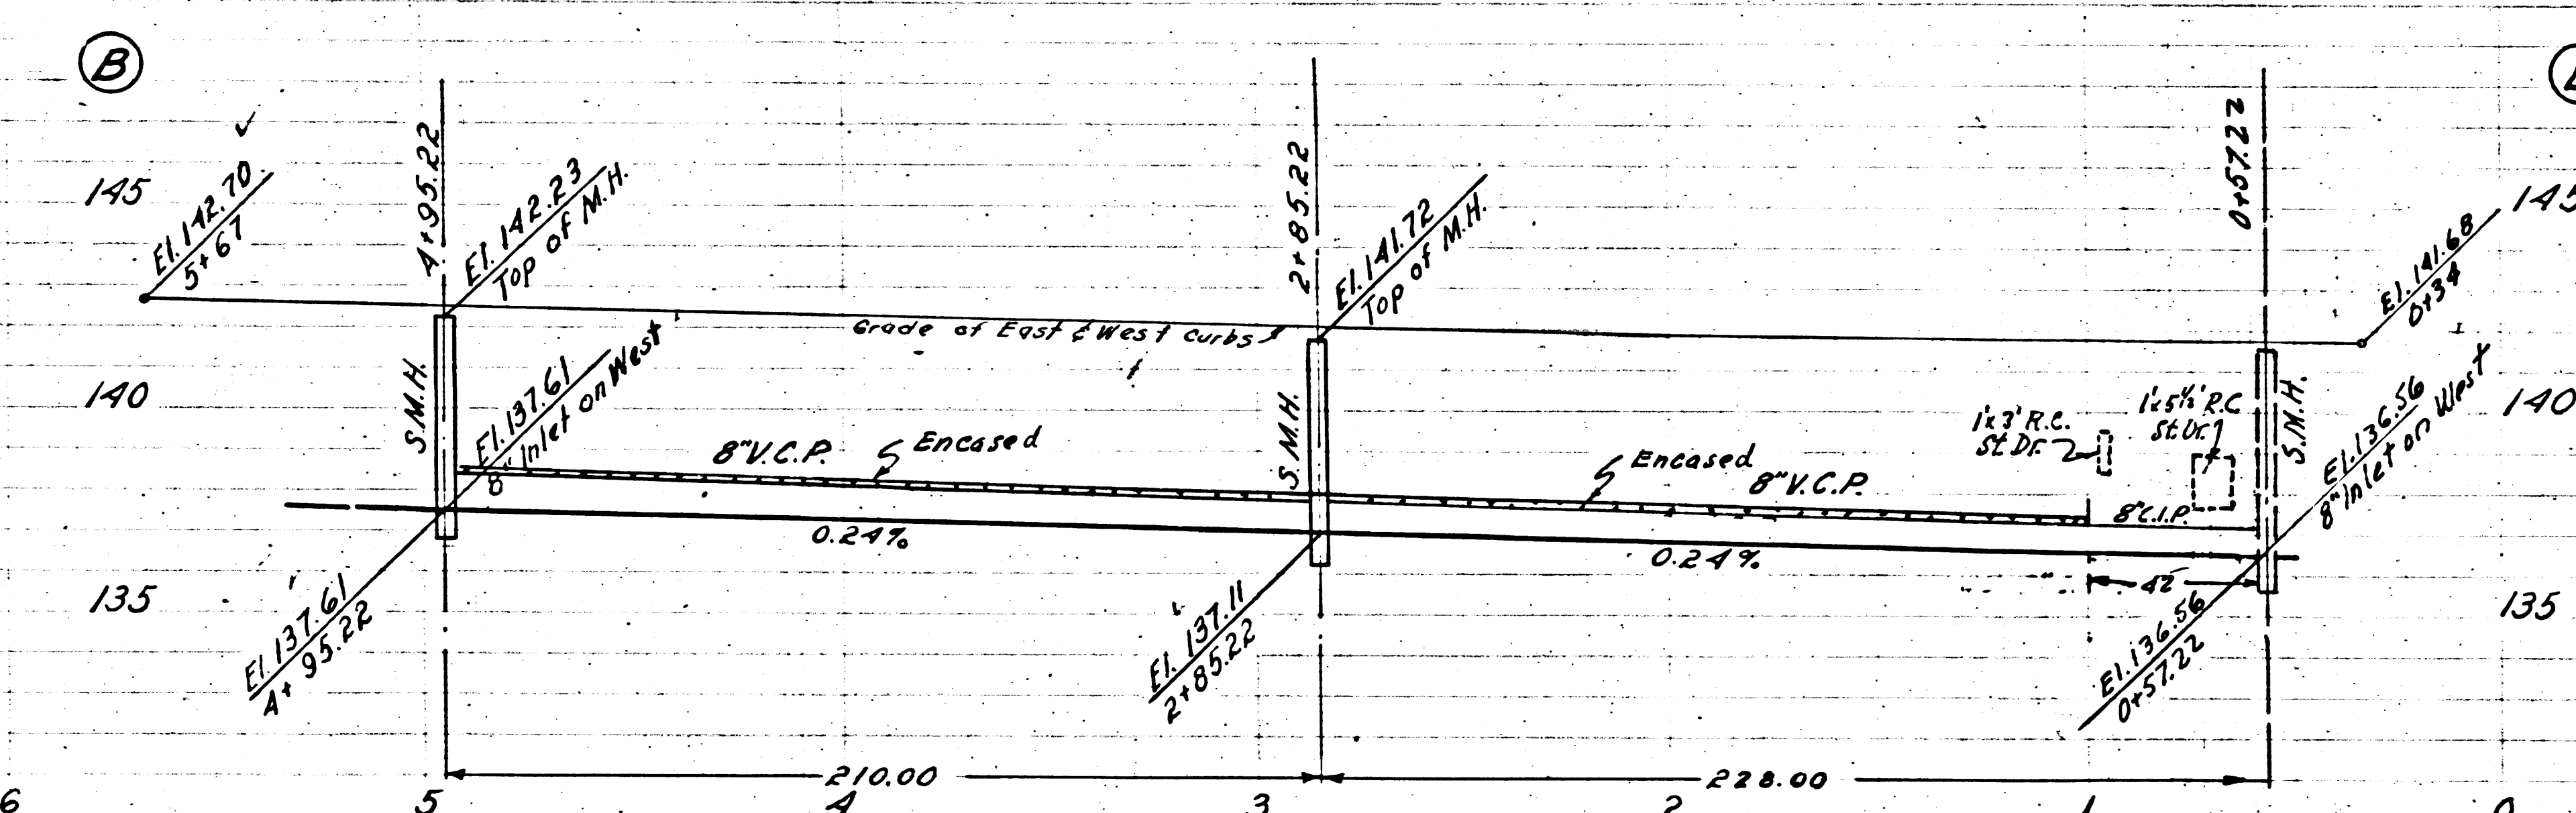 B
145
El. 142.70
5+67
4+95.22
El. 142.23
Top of M.H.
2+85.22
El. 141.72
Top of M.H.
0+57.22
El. 141.68
0+34
145
Grade of East & West Curbs
140
S.M.H.
El. 137.61
8" Inlet on West
8" V.C.P.
Encased
S.M.H.
Encased
8" V.C.P.
1'x3' R.C.
St. Dr.
1'x5½' R.C.
St. Dr.
8" C.I.P.
S.M.H.
El. 136.56
8" Inlet on West
140
0.24%
0.24%
42'
135
El. 137.61
4+95.22
El. 137.11
2+85.22
El. 136.56
0+57.22
135
210.00
228.00
6
5
4
3
2
1
0